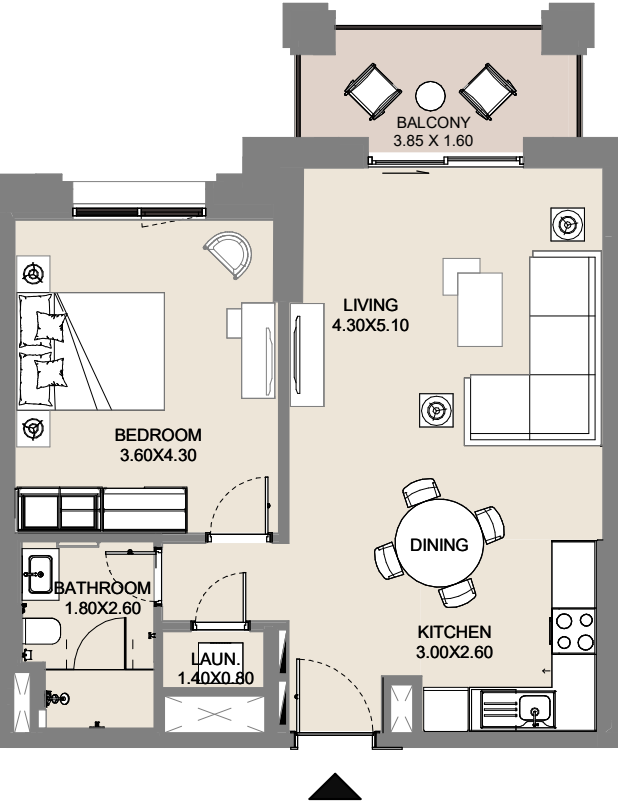 BALCONY
3.85 X 1.60
LIVING
4.30X5.10
BEDROOM
3.60X4.30
DINING
BATHROOM
1.80X2.60
KITCHEN
3.00X2.60
LAUN.
1.40X0.80